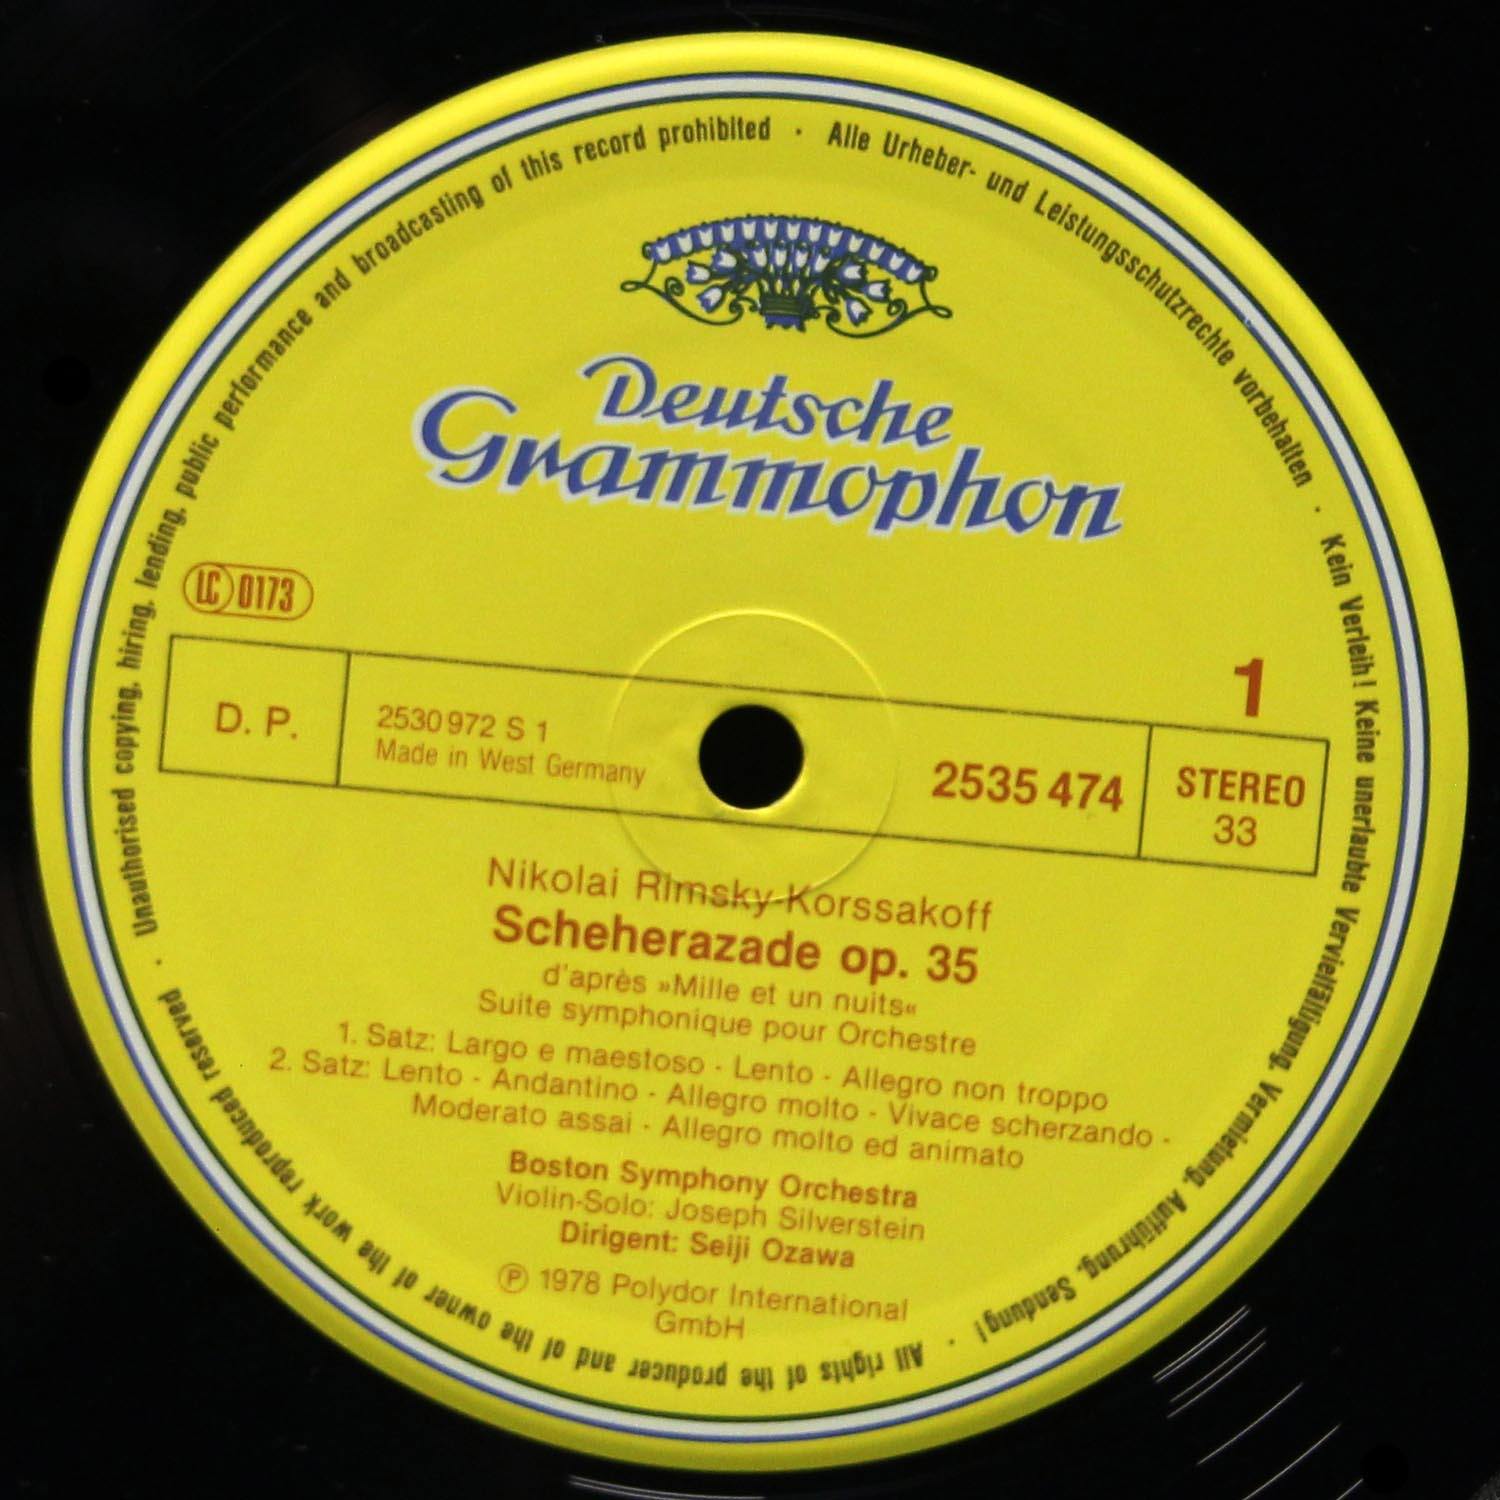 Unauthorised copying, hiring, lending, public performance and broadcasting of this record prohibited · Alle Urheber- und Leistungsschutzrechte vorbehalten · Kein Verleih! Keine unerlaubte Vervielfältigung, Vermietung, Aufführung, Sendung! · All rights of the producer and of the owner of the work reproduced reserved ·
Deutsche
Grammophon
LC 0173
1
D. P.
2530 972 S 1
Made in West Germany
2535 474
STEREO
33
Nikolai Rimsky-Korssakoff
Scheherazade op. 35
d'après »Mille et un nuits«
Suite symphonique pour Orchestre
1. Satz: Largo e maestoso - Lento - Allegro non troppo
2. Satz: Lento - Andantino - Allegro molto - Vivace scherzando -
Moderato assai - Allegro molto ed animato
Boston Symphony Orchestra
Violin-Solo: Joseph Silverstein
Dirigent: Seiji Ozawa
℗ 1978 Polydor International
GmbH